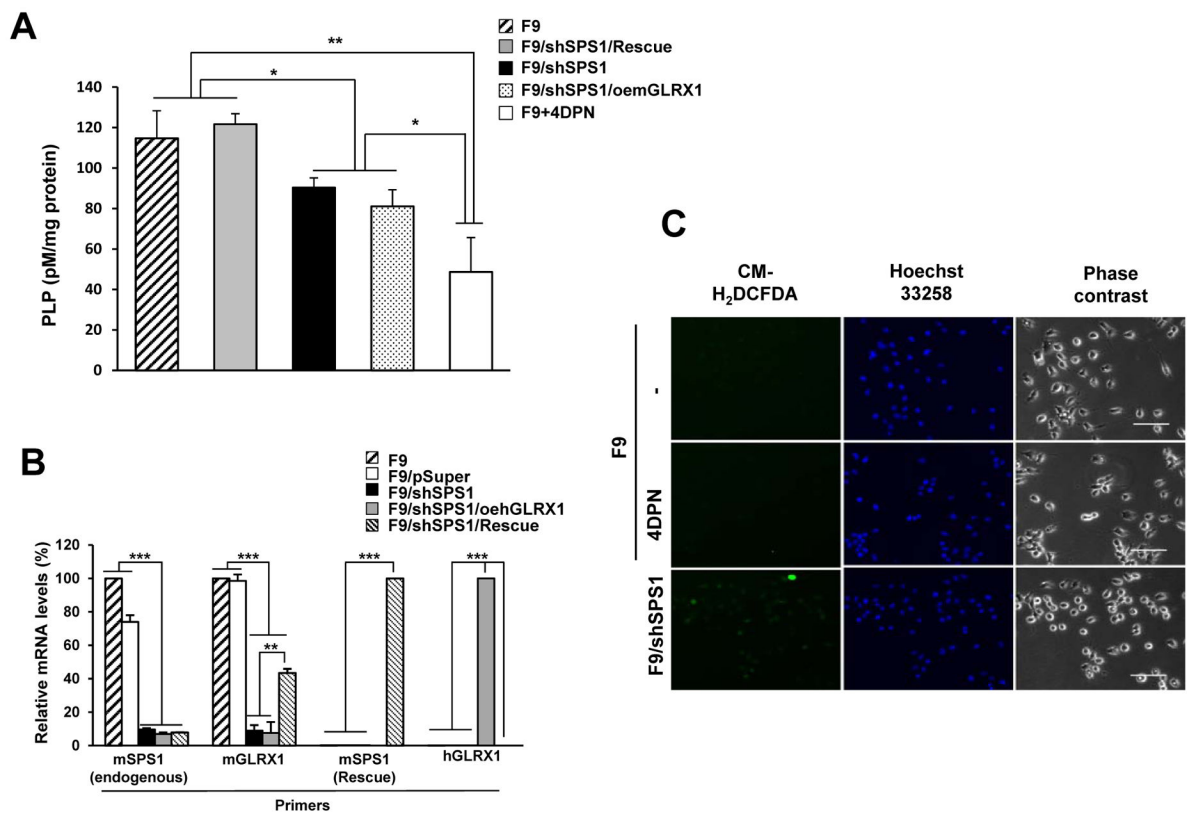 A
F9
F9/shSPS1/Rescue
F9/shSPS1
F9/shSPS1/oemGLRX1
F9+4DPN
**
*
*
140
120
100
80
60
40
20
0
PLP (pM/mg protein)
B
F9
F9/pSuper
F9/shSPS1
F9/shSPS1/oehGLRX1
F9/shSPS1/Rescue
120
100
80
60
40
20
0
Relative mRNA levels (%)
***
***
**
***
***
mSPS1
(endogenous)
mGLRX1
mSPS1
(Rescue)
hGLRX1
Primers
C
CM-
H₂DCFDA
Hoechst
33258
Phase
contrast
F9
-
4DPN
F9/shSPS1